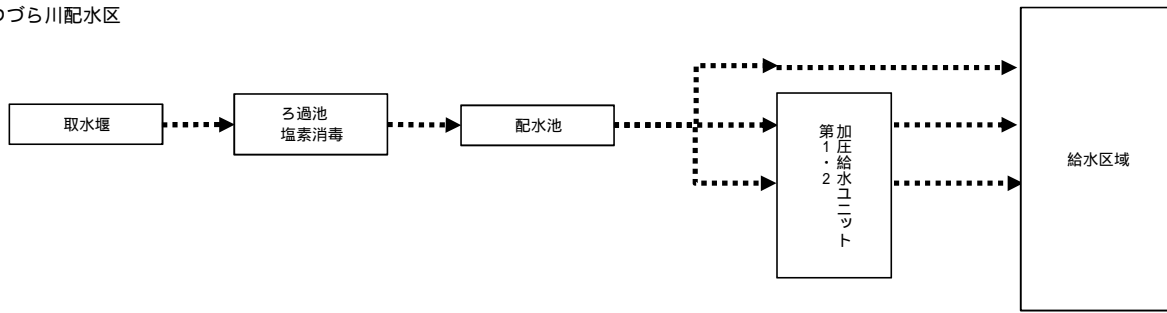 つづら川配水区
取水堰
ろ過池
塩素消毒
配水池
加圧給水ユニット
第1・2
給水区域